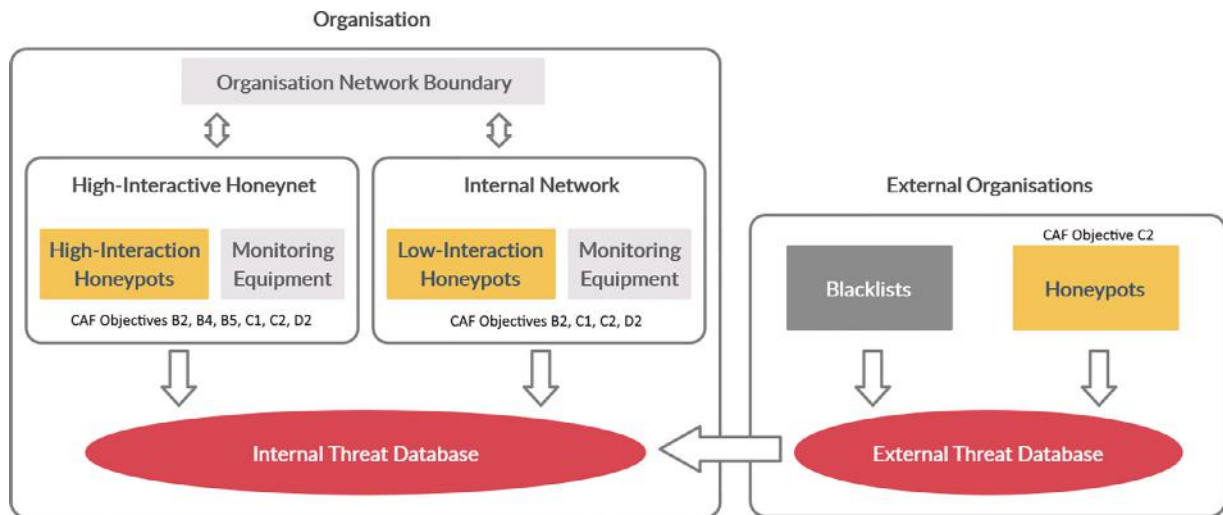 Organisation
Organisation Network Boundary
High-Interactive Honeynet
High-Interaction
Honeypots
Monitoring
Equipment
CAF Objectives B2, B4, B5, C1, C2, D2
Internal Network
Low-Interaction
Honeypots
Monitoring
Equipment
CAF Objectives B2, C1, C2, D2
Internal Threat Database
External Organisations
Blacklists
CAF Objective C2
Honeypots
External Threat Database